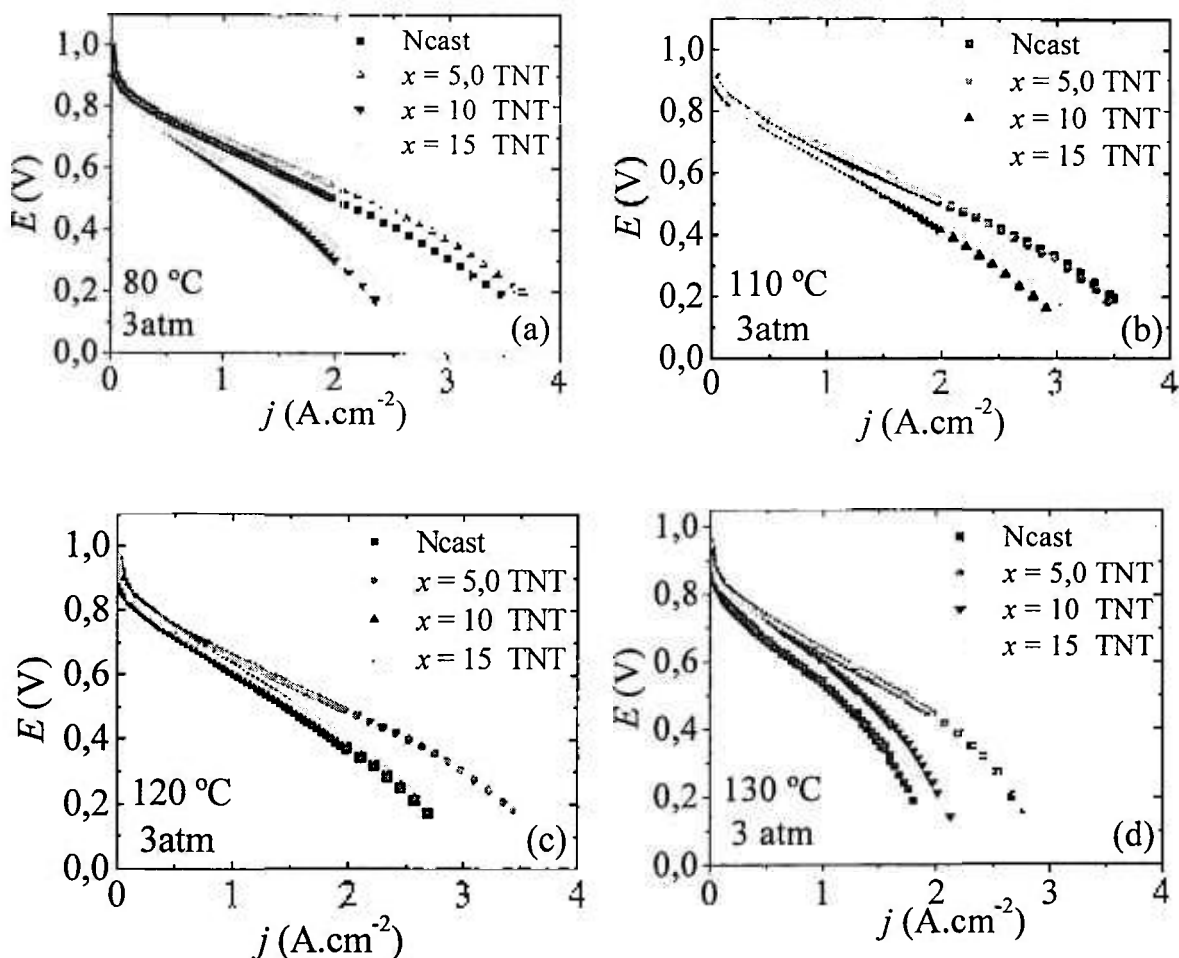 E (V)
1,0
0,8
0,6
0,4
0,2
0,0
Ncast
x = 5,0 TNT
x = 10 TNT
x = 15 TNT
80 ºC
3atm
(a)
0 1 2 3 4
j (A.cm⁻²)
E (V)
1,0
0,8
0,6
0,4
0,2
0,0
Ncast
x = 5,0 TNT
x = 10 TNT
x = 15 TNT
110 ºC
3atm
(b)
0 1 2 3 4
j (A.cm⁻²)
E (V)
1,0
0,8
0,6
0,4
0,2
0,0
Ncast
x = 5,0 TNT
x = 10 TNT
x = 15 TNT
120 ºC
3atm
(c)
0 1 2 3 4
j (A.cm⁻²)
E (V)
1,0
0,8
0,6
0,4
0,2
0,0
Ncast
x = 5,0 TNT
x = 10 TNT
x = 15 TNT
130 ºC
3 atm
(d)
0 1 2 3 4
j (A.cm⁻²)